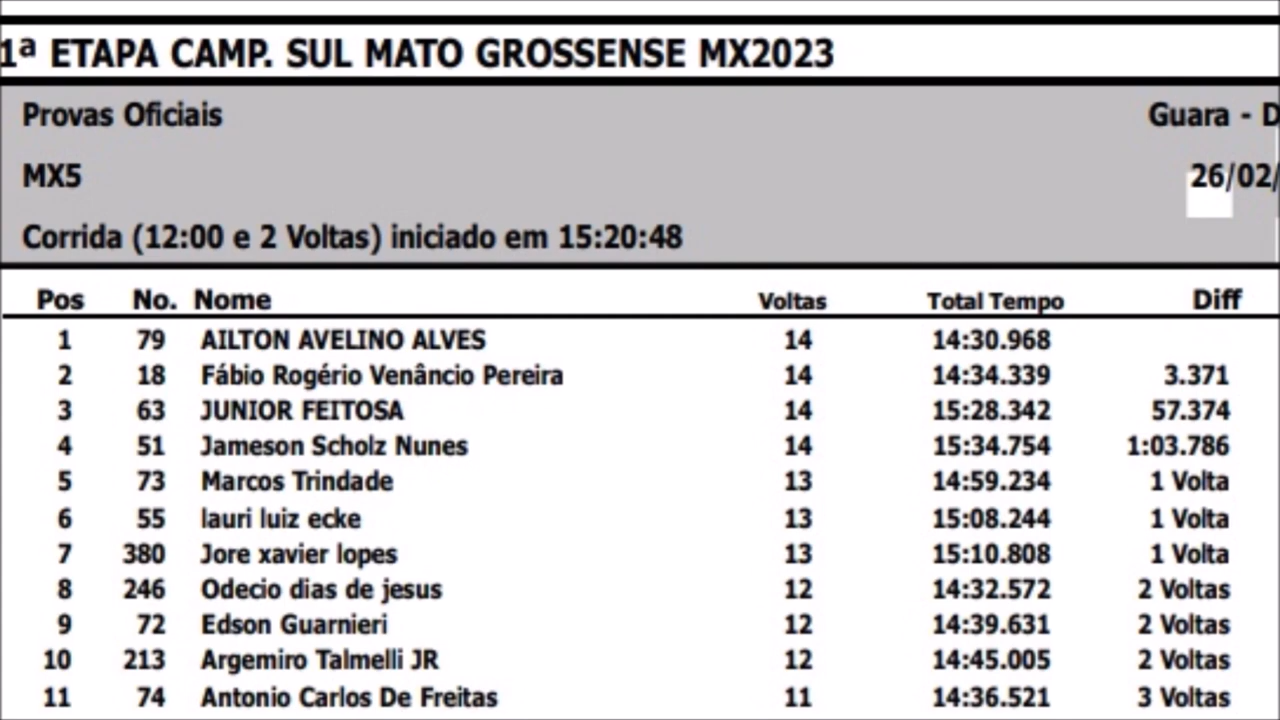 1ª ETAPA CAMP. SUL MATO GROSSENSE MX2023
Provas Oficiais Guara - D
MX5 26/02/
Corrida (12:00 e 2 Voltas) iniciado em 15:20:48
Pos No. Nome Voltas Total Tempo Diff
1 79 AILTON AVELINO ALVES 14 14:30.968
2 18 Fábio Rogério Venâncio Pereira 14 14:34.339 3.371
3 63 JUNIOR FEITOSA 14 15:28.342 57.374
4 51 Jameson Scholz Nunes 14 15:34.754 1:03.786
5 73 Marcos Trindade 13 14:59.234 1 Volta
6 55 lauri luiz ecke 13 15:08.244 1 Volta
7 380 Jore xavier lopes 13 15:10.808 1 Volta
8 246 Odecio dias de jesus 12 14:32.572 2 Voltas
9 72 Edson Guarnieri 12 14:39.631 2 Voltas
10 213 Argemiro Talmelli JR 12 14:45.005 2 Voltas
11 74 Antonio Carlos De Freitas 11 14:36.521 3 Voltas